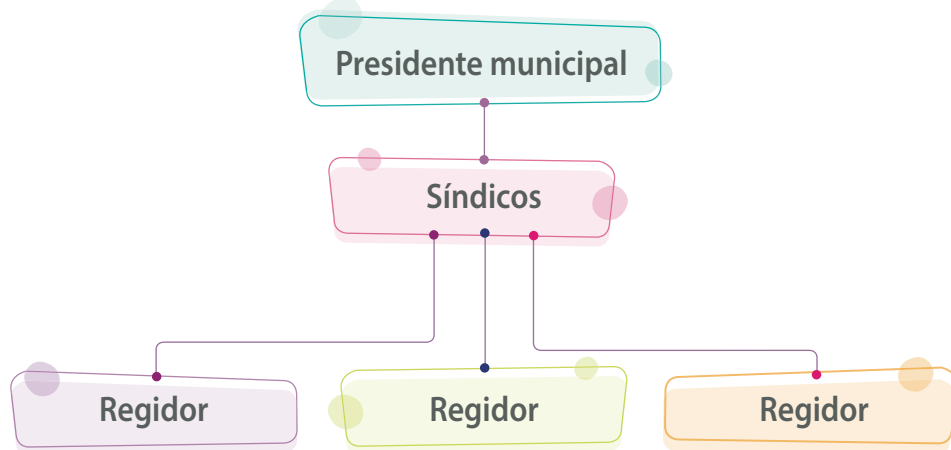 Presidente municipal
Síndicos
Regidor
Regidor
Regidor